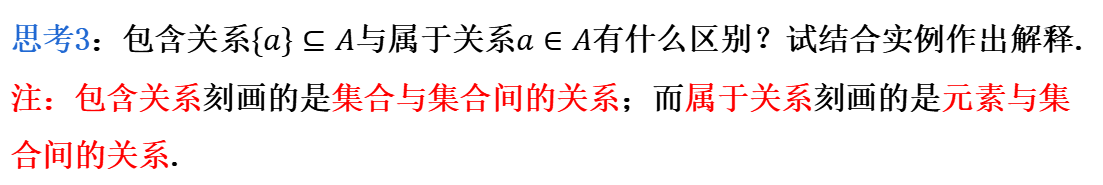 思考3：包含关系{a} ⊆ A与属于关系a ∈ A有什么区别？试结合实例作出解释.
注：包含关系刻画的是集合与集合间的关系；而属于关系刻画的是元素与集
合间的关系.